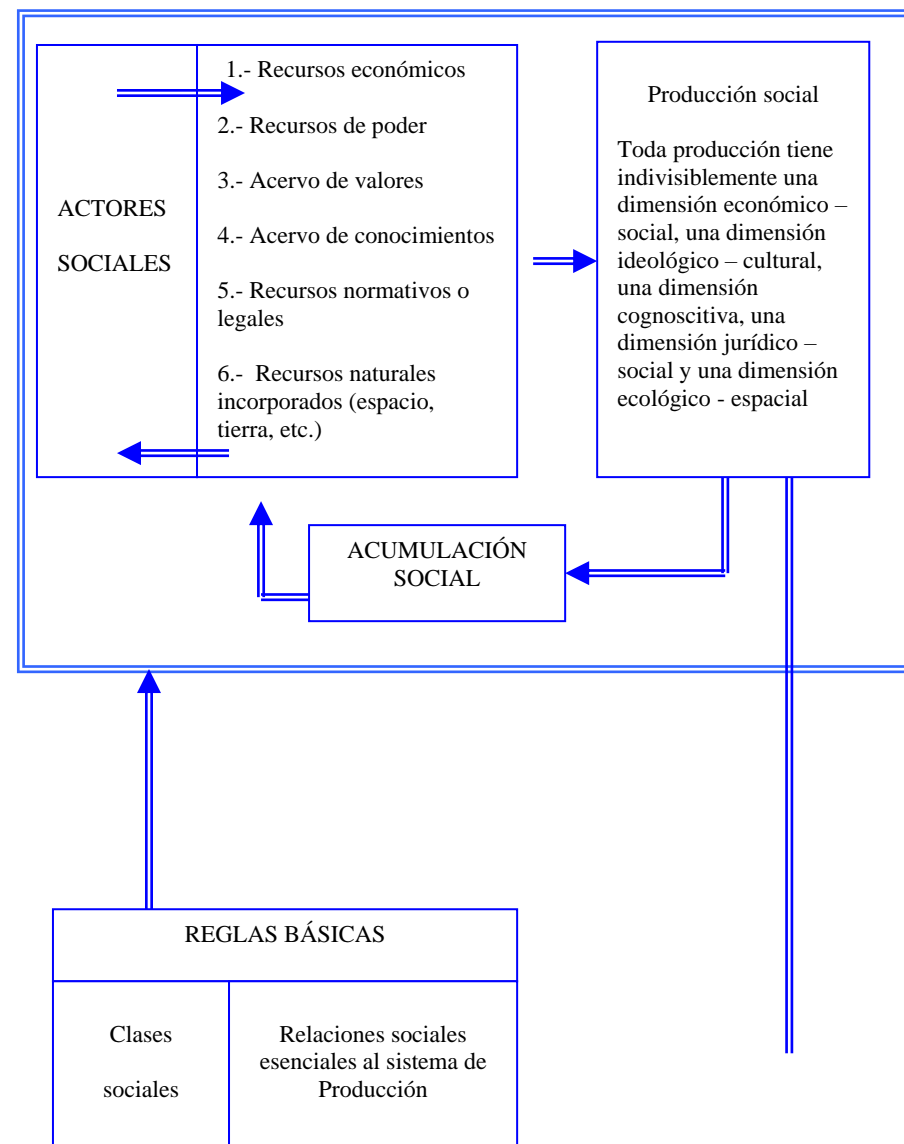 ACTORES
SOCIALES
1.- Recursos económicos
2.- Recursos de poder
3.- Acervo de valores
4.- Acervo de conocimientos
5.- Recursos normativos o
legales
6.-  Recursos naturales
incorporados (espacio,
tierra, etc.)
Producción social
Toda producción tiene
indivisiblemente una
dimensión económico –
social, una dimensión
ideológico – cultural,
una dimensión
cognoscitiva, una
dimensión jurídico –
social y una dimensión
ecológico - espacial
ACUMULACIÓN
SOCIAL
REGLAS BÁSICAS
Clases
sociales
Relaciones sociales
esenciales al sistema de
Producción